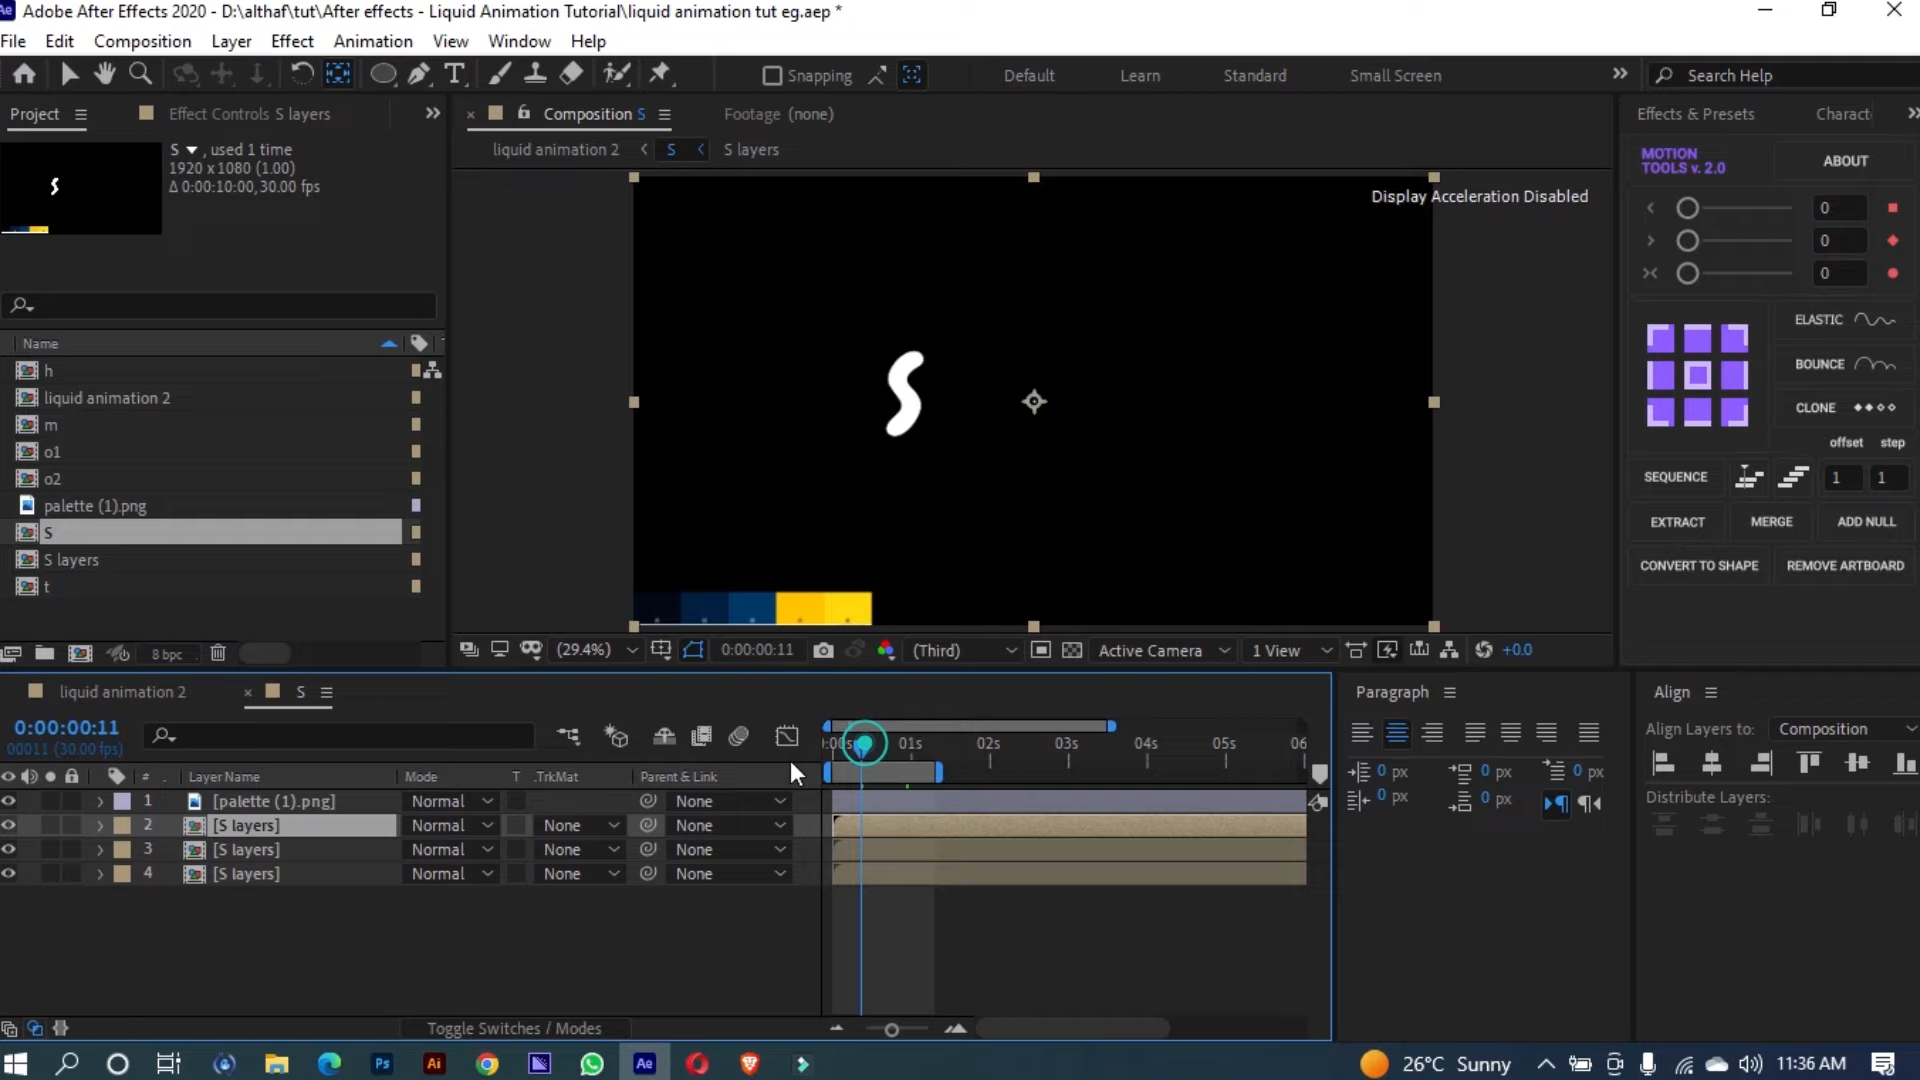 Adobe After Effects 2020 - D:\althaf\tut\After effects - Liquid Animation Tutorial\liquid animation tut eg.aep *
File Edit Composition Layer Effect Animation View Window Help
Snapping Default Learn Standard Small Screen Search Help
Project Effect Controls S layers
Composition S Footage (none)
Effects & Presets Charact
S , used 1 time
1920 x 1080 (1.00)
Δ 0:00:10:00, 30.00 fps
liquid animation 2 S S layers
Display Acceleration Disabled
MOTION
TOOLS v. 2.0
ABOUT
0
0
0
ELASTIC
BOUNCE
CLONE
offset step
SEQUENCE 1 1
EXTRACT MERGE ADD NULL
CONVERT TO SHAPE REMOVE ARTBOARD
Name
h
liquid animation 2
m
o1
o2
palette (1).png
S
S layers
t
8 bpc
S
(29.4%) 0:00:00:11 (Third) Active Camera 1 View +0.0
liquid animation 2 S
0:00:00:11
00011 (30.00 fps)
:00s 01s 02s 03s 04s 05s 06
# Layer Name Mode T .TrkMat Parent & Link
1 [palette (1).png] Normal None
2 [S layers] Normal None None
3 [S layers] Normal None None
4 [S layers] Normal None None
Toggle Switches / Modes
Paragraph
0 px 0 px 0 px
0 px 0 px
Align
Align Layers to: Composition
Distribute Layers:
Ps Ai Ae
26°C Sunny 11:36 AM